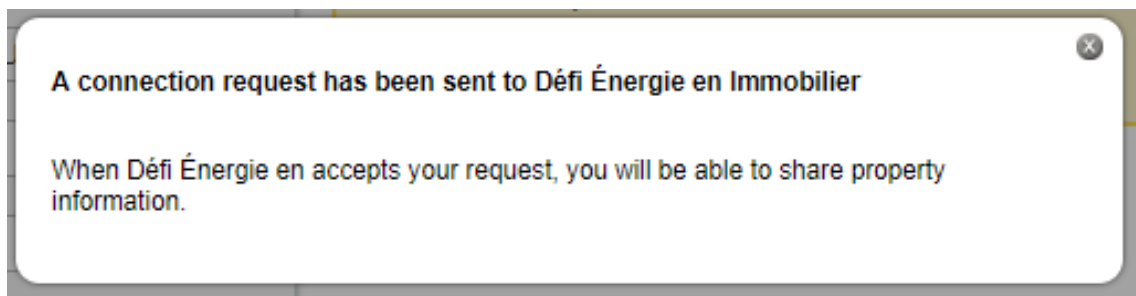 A connection request has been sent to Défi Énergie en Immobilier
When Défi Énergie en accepts your request, you will be able to share property
information.